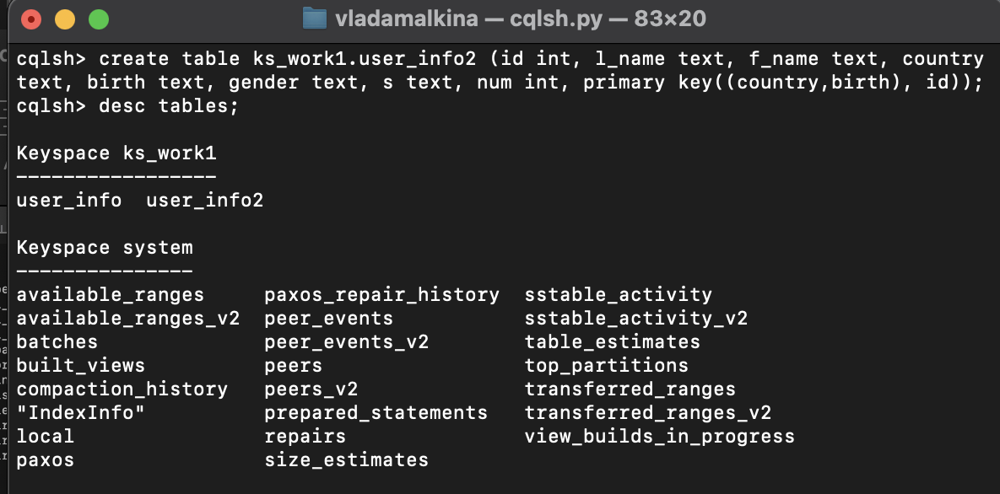 vladamalkina — cqlsh.py — 83×20
cqlsh> create table ks_work1.user_info2 (id int, l_name text, f_name text, country
text, birth text, gender text, s text, num int, primary key((country,birth), id));
cqlsh> desc tables;
Keyspace ks_work1
-----------------
user_info  user_info2
Keyspace system
---------------
available_ranges     paxos_repair_history  sstable_activity
available_ranges_v2  peer_events           sstable_activity_v2
batches              peer_events_v2        table_estimates
built_views          peers                 top_partitions
compaction_history   peers_v2              transferred_ranges
"IndexInfo"          prepared_statements   transferred_ranges_v2
local                repairs               view_builds_in_progress
paxos                size_estimates